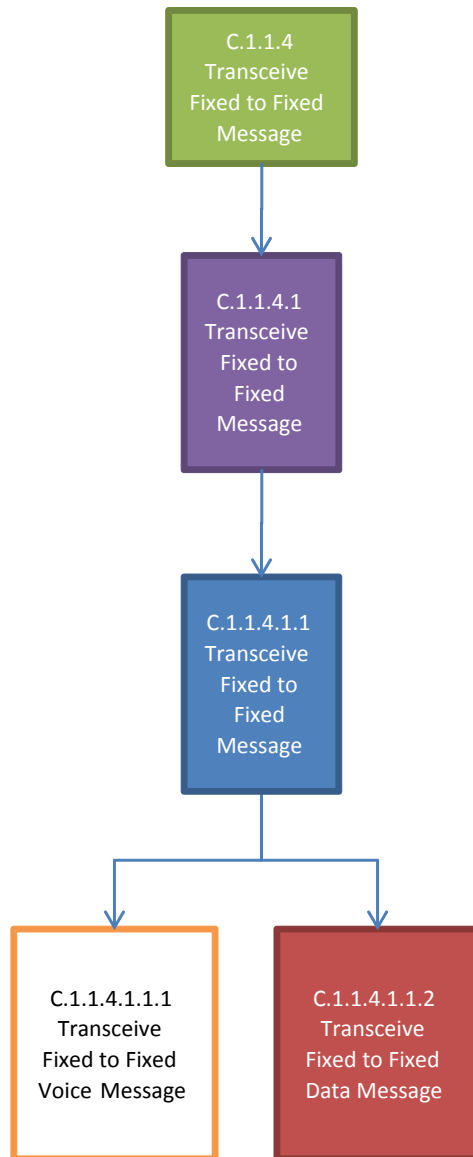 C.1.1.4
Transceive
Fixed to Fixed
Message
C.1.1.4.1
Transceive
Fixed to
Fixed
Message
C.1.1.4.1.1
Transceive
Fixed to
Fixed
Message
C.1.1.4.1.1.1
Transceive
Fixed to Fixed
Voice Message
C.1.1.4.1.1.2
Transceive
Fixed to Fixed
Data Message